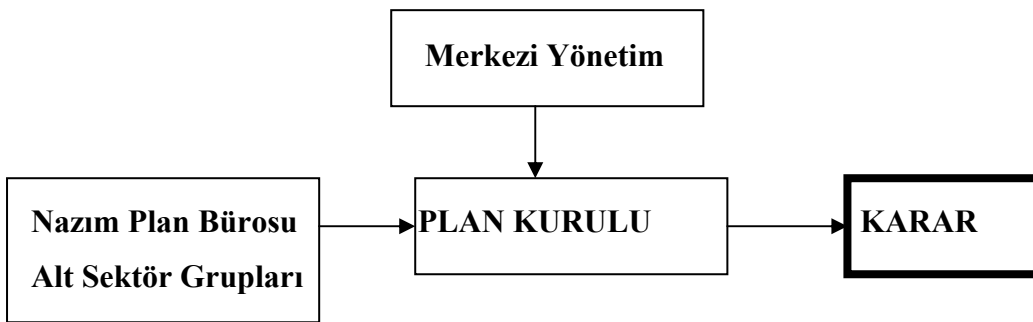 Merkezi Yönetim
Nazım Plan Bürosu
Alt Sektör Grupları
PLAN KURULU
KARAR